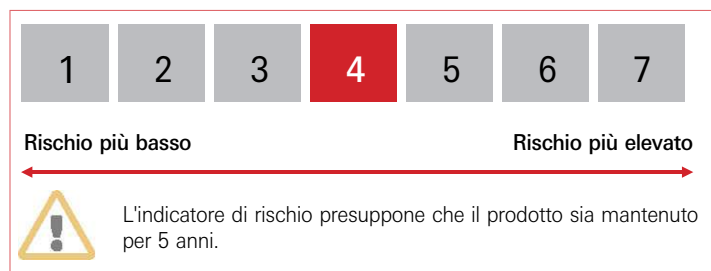 1 2 3 4 5 6 7
Rischio più basso Rischio più elevato
L'indicatore di rischio presuppone che il prodotto sia mantenuto
per 5 anni.